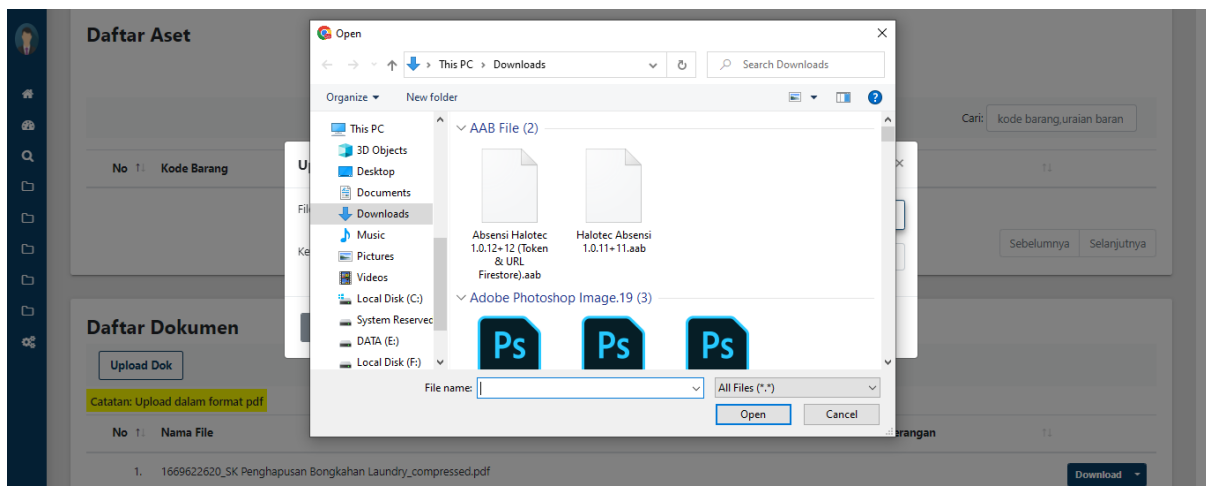 Daftar Aset
Open
This PC > Downloads
Search Downloads
Organize
New folder
This PC
3D Objects
Desktop
Documents
Downloads
Music
Pictures
Videos
Local Disk (C:)
System Reserved
DATA (E:)
Local Disk (F:)
AAB File (2)
Absensi Halotec
1.0.12+12 (Token
& URL
Firestore).aab
Halotec Absensi
1.0.11+11.aab
Adobe Photoshop Image.19 (3)
Ps Ps Ps
File name:
All Files (*.*)
Open Cancel
Cari: kode barang,uraian baran
No Kode Barang
Sebelumnya Selanjutnya
Daftar Dokumen
Upload Dok
Catatan: Upload dalam format pdf
No Nama File
1. 1669622620_SK Penghapusan Bongkahan Laundry_compressed.pdf
Download